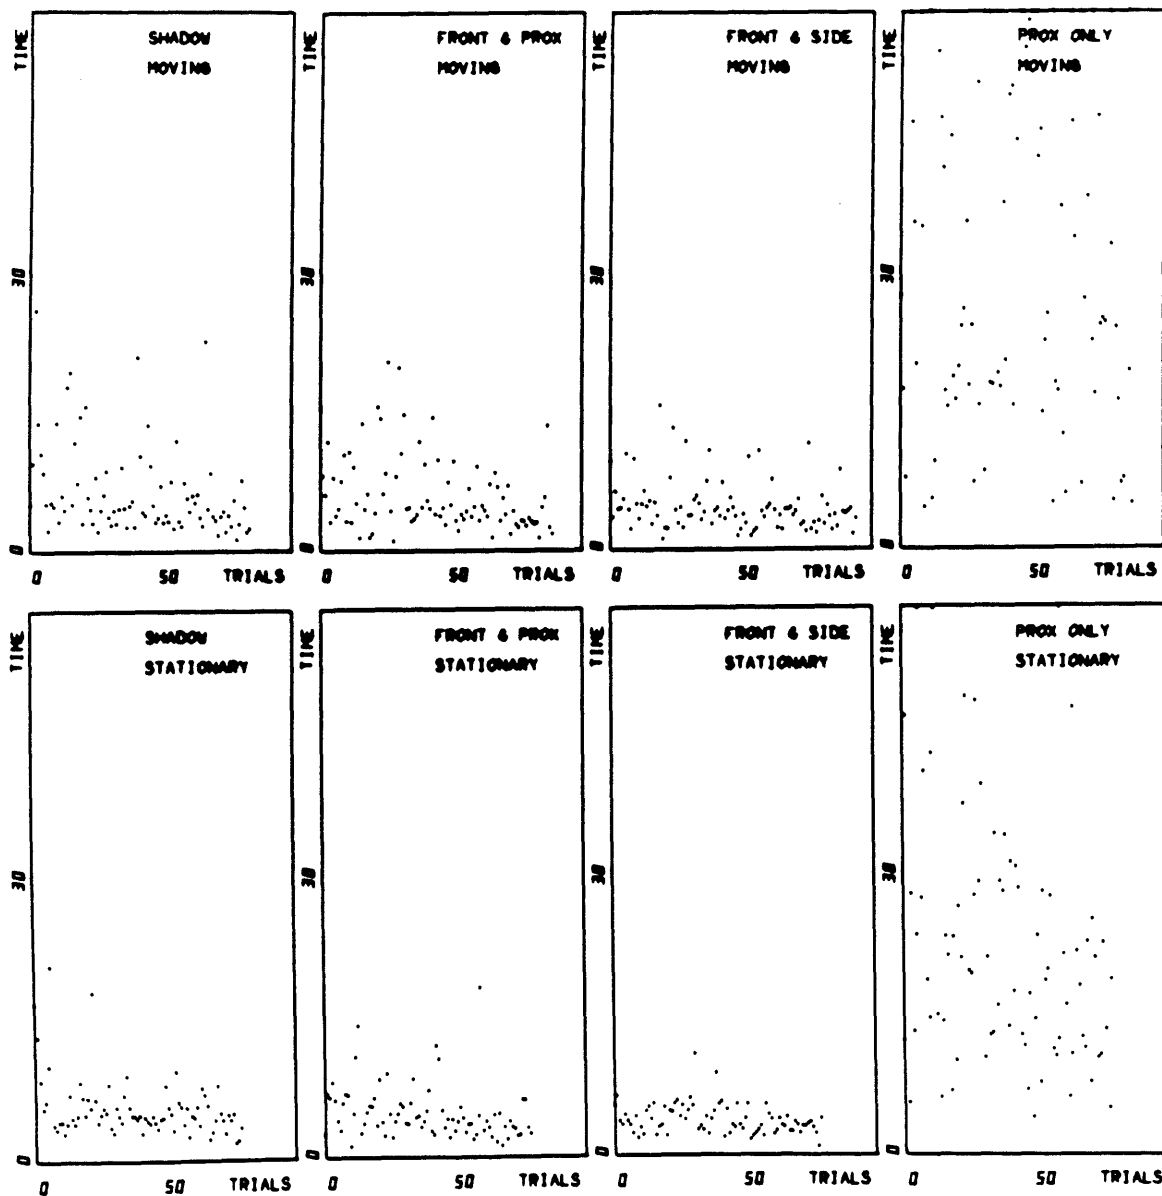 TIME
SHADOW
MOVING
30
0
0 50 TRIALS
TIME
FRONT & PROX
MOVING
30
0
0 50 TRIALS
TIME
FRONT & SIDE
MOVING
30
0
0 50 TRIALS
TIME
PROX ONLY
MOVING
30
0
0 50 TRIALS
TIME
SHADOW
STATIONARY
30
0
0 50 TRIALS
TIME
FRONT & PROX
STATIONARY
30
0
0 50 TRIALS
TIME
FRONT & SIDE
STATIONARY
30
0
0 50 TRIALS
TIME
PROX ONLY
STATIONARY
30
0
0 50 TRIALS